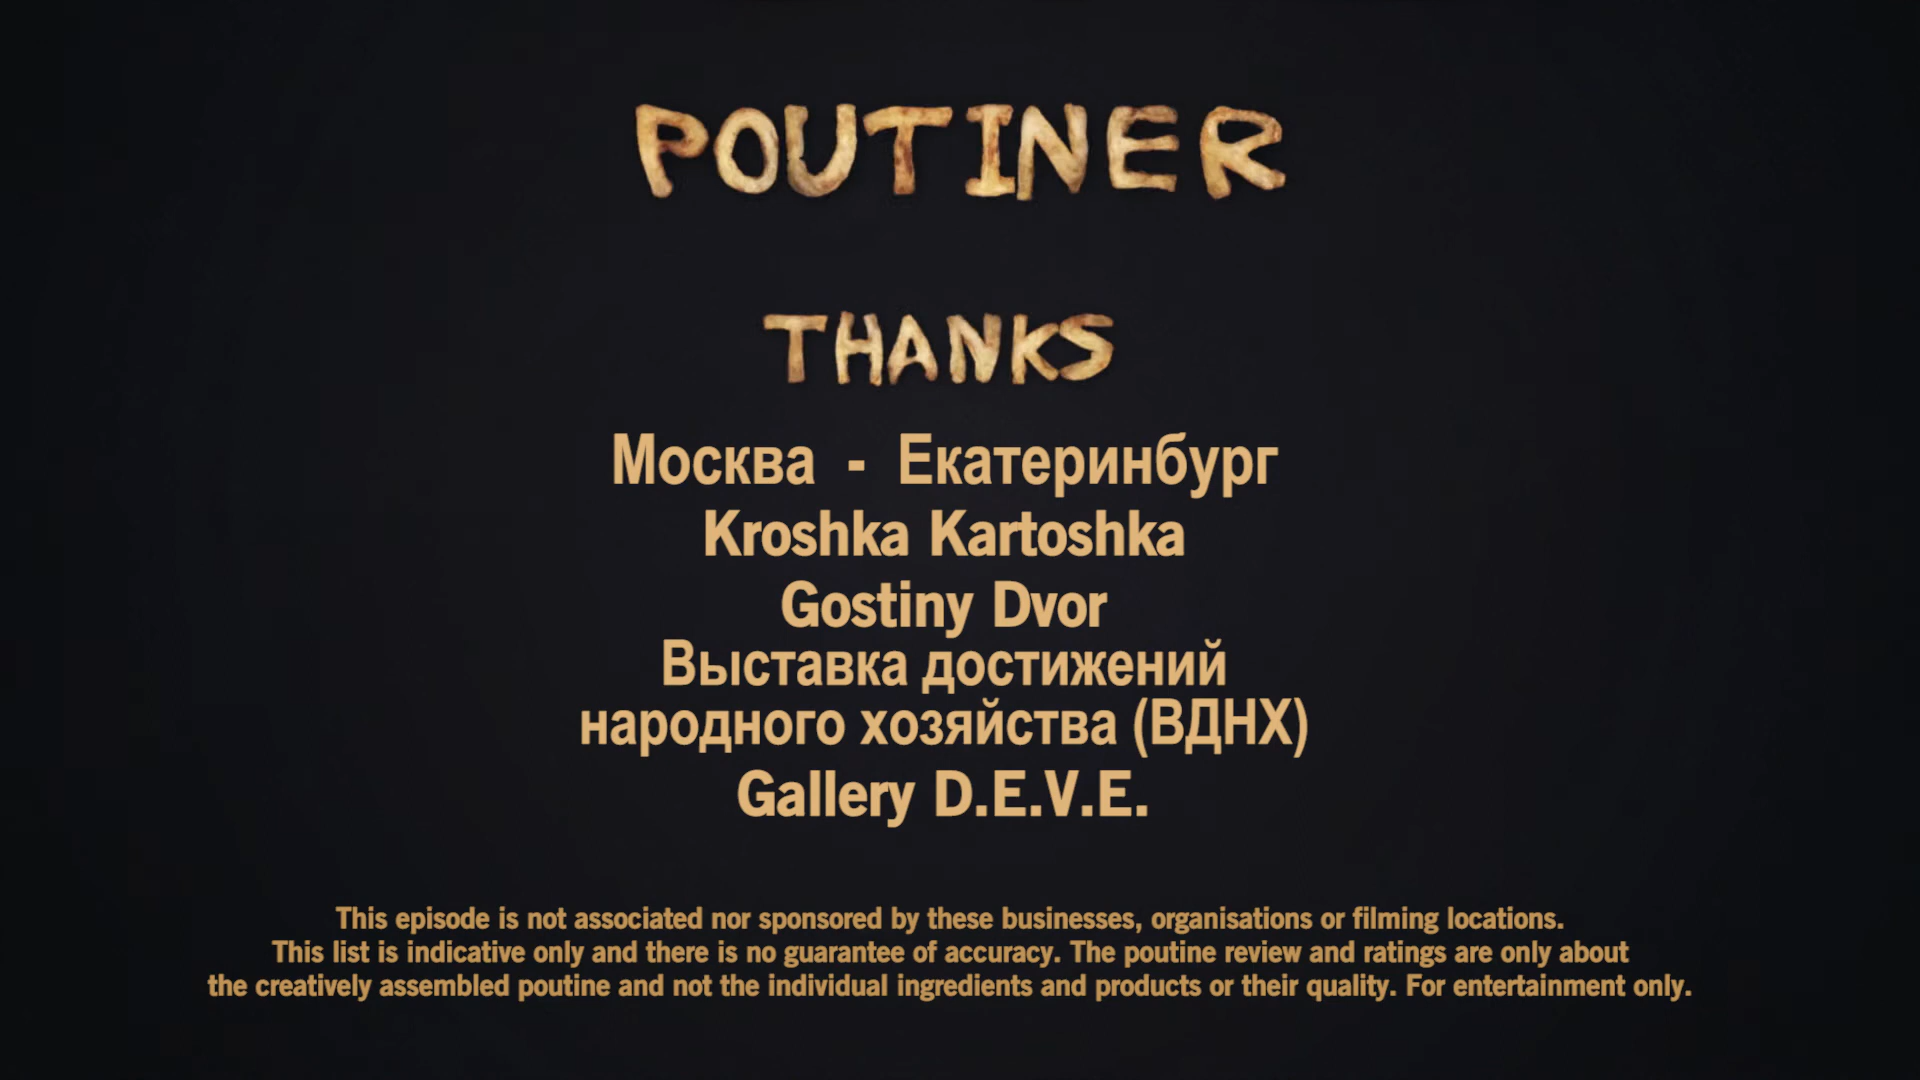 POUTINER
THANKS
Москва - Екатеринбург
Kroshka Kartoshka
Gostiny Dvor
Выставка достижений
народного хозяйства (ВДНХ)
Gallery D.E.V.E.
This episode is not associated nor sponsored by these businesses, organisations or filming locations.
This list is indicative only and there is no guarantee of accuracy. The poutine review and ratings are only about
the creatively assembled poutine and not the individual ingredients and products or their quality. For entertainment only.